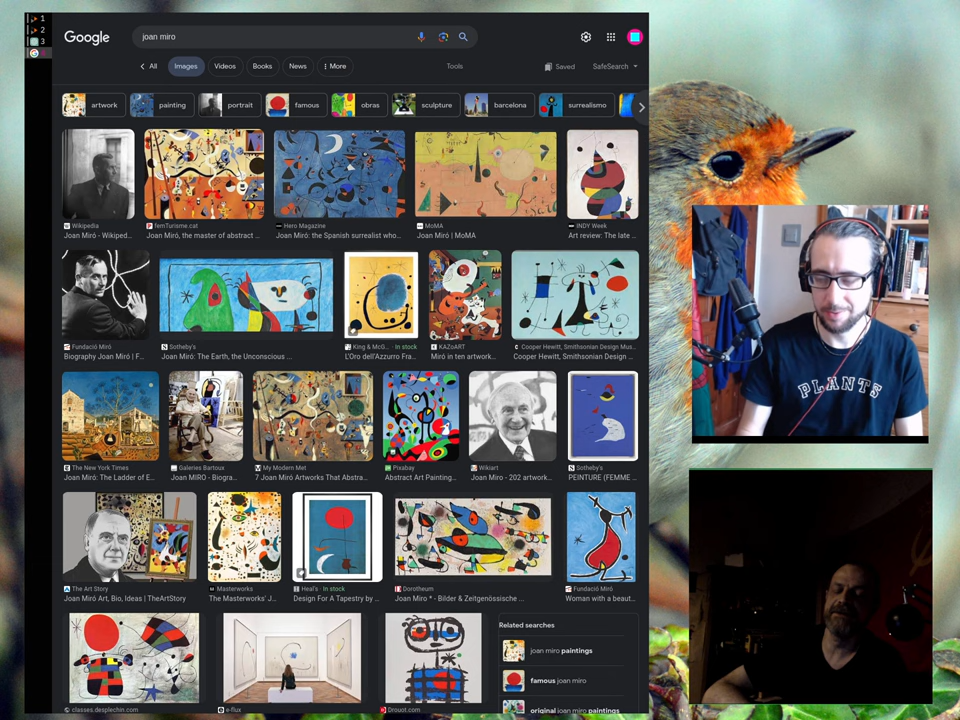 1
2
3
Google
joan miro
All Images Videos Books News More Tools Saved SafeSearch
artwork painting portrait famous obras sculpture barcelona surrealismo
Wikipedia femTurisme.cat Hero Magazine MoMA INDY Week
Joan Miró - Wikiped... Joan Miró, the master of abstract ... Joan Miró: the Spanish surrealist who... Joan Miró | MoMA Art review: The late ...
Fundació Miró Sotheby's King & McG... · In stock KAZoART Cooper Hewitt, Smithsonian Design Mus...
Biography Joan Miró | F... Joan Miró: The Earth, the Unconscious ... L'Oro dell'Azzurro Fra... Miró in ten artwork... Cooper Hewitt, Smithsonian Design ...
The New York Times Galeries Bartoux My Modern Met Pixabay Wikiart Sotheby's
Joan Miró: The Ladder of E... Joan MIRO - Biogra... 7 Joan Miró Artworks That Abstra... Abstract Art Painting... Joan Miro - 202 artwork... PEINTURE (FEMME ...
The Art Story Masterworks Heal's · In stock Dorotheum Fundació Miró
Joan Miró Art, Bio, Ideas | TheArtStory The Masterworks' J... Design For A Tapestry by ... Joan Miro * - Bilder & Zeitgenössische ... Woman with a beaut...
classes.desplechin.com e-flux Drouot.com
Related searches
joan miro paintings
famous joan miro
original joan miro paintings
PLANTS